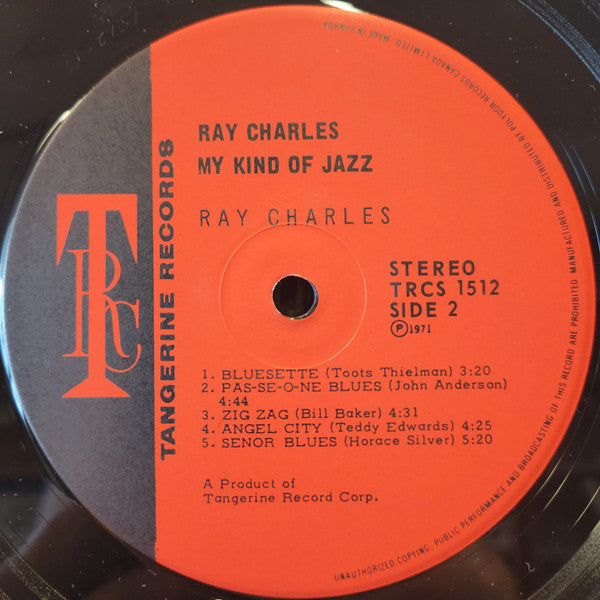 RAY CHARLES
MY KIND OF JAZZ
RAY CHARLES
STEREO
TRCS 1512
SIDE 2
Ⓟ1971
1. BLUESETTE (Toots Thielman) 3:20
2. PAS-SE-O-NE BLUES (John Anderson)
4:44
3. ZIG ZAG (Bill Baker) 4:31
4. ANGEL CITY (Teddy Edwards) 4:25
5. SENOR BLUES (Horace Silver) 5:20
A Product of
Tangerine Record Corp.
TRC
TANGERINE RECORDS
UNAUTHORIZED COPYING, PUBLIC PERFORMANCE AND BROADCASTING OF THIS RECORD ARE PROHIBITED. MANUFACTURED AND DISTRIBUTED BY POLYDOR RECORDS CANADA LIMITED. MADE IN CANADA